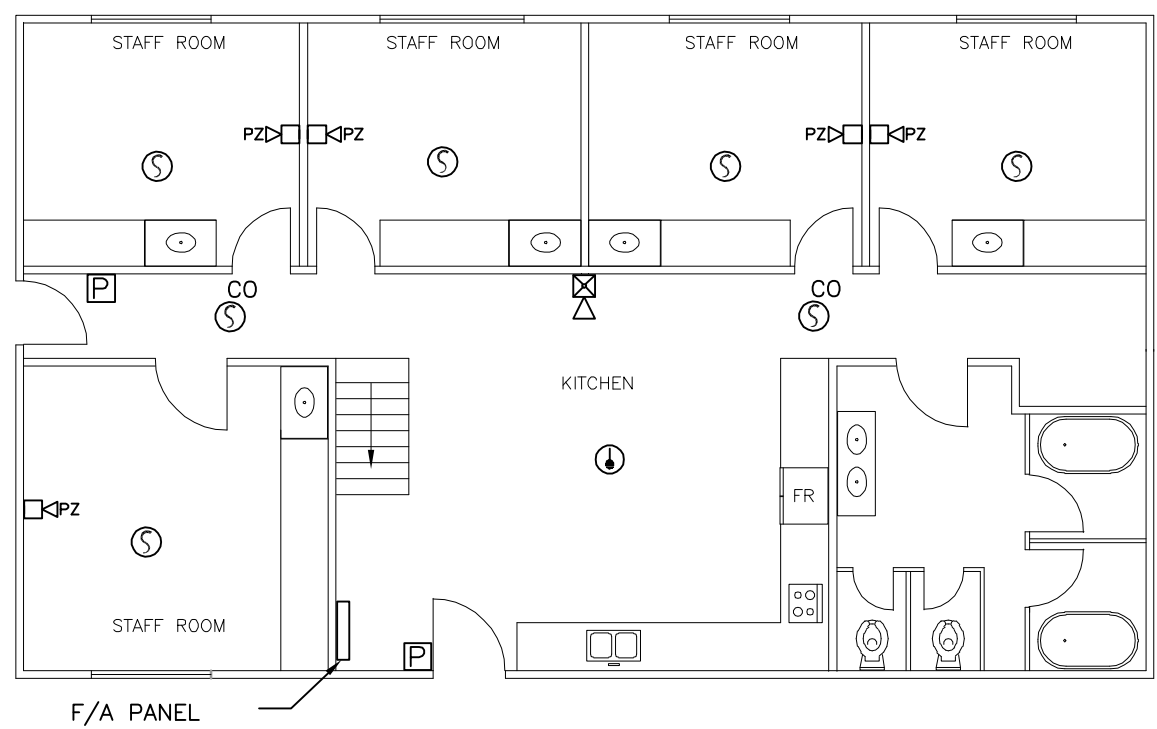 STAFF ROOM
STAFF ROOM
STAFF ROOM
STAFF ROOM
PZ
PZ
PZ
PZ
S
S
S
S
P
CO
S
CO
S
KITCHEN
FR
PZ
S
STAFF ROOM
P
F/A PANEL